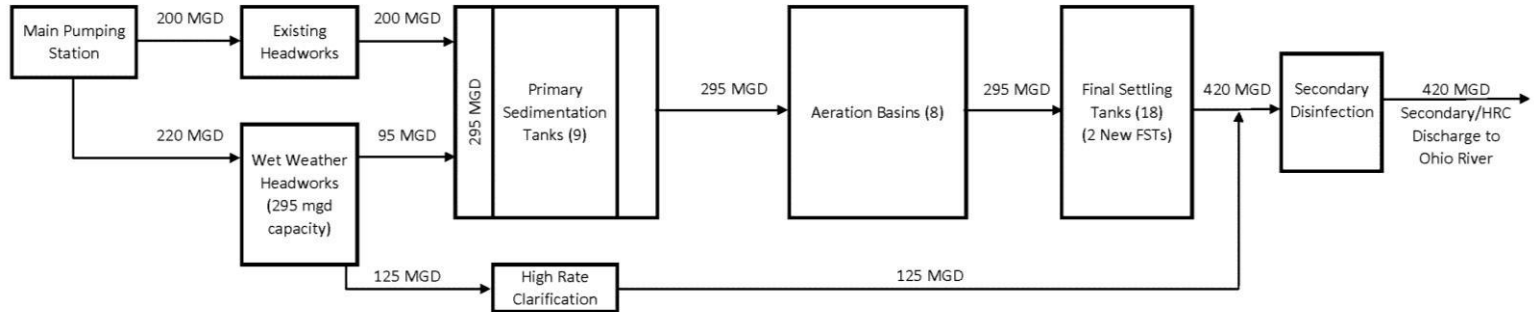 200 MGD
200 MGD
Main Pumping
Station
Existing
Headworks
295 MGD
Primary
Sedimentation
Tanks (9)
295 MGD
Aeration Basins (8)
295 MGD
Final Settling
Tanks (18)
(2 New FSTs)
420 MGD
Secondary
Disinfection
420 MGD
Secondary/HRC
Discharge to
Ohio River
220 MGD
Wet Weather
Headworks
(295 mgd
capacity)
95 MGD
125 MGD
High Rate
Clarification
125 MGD